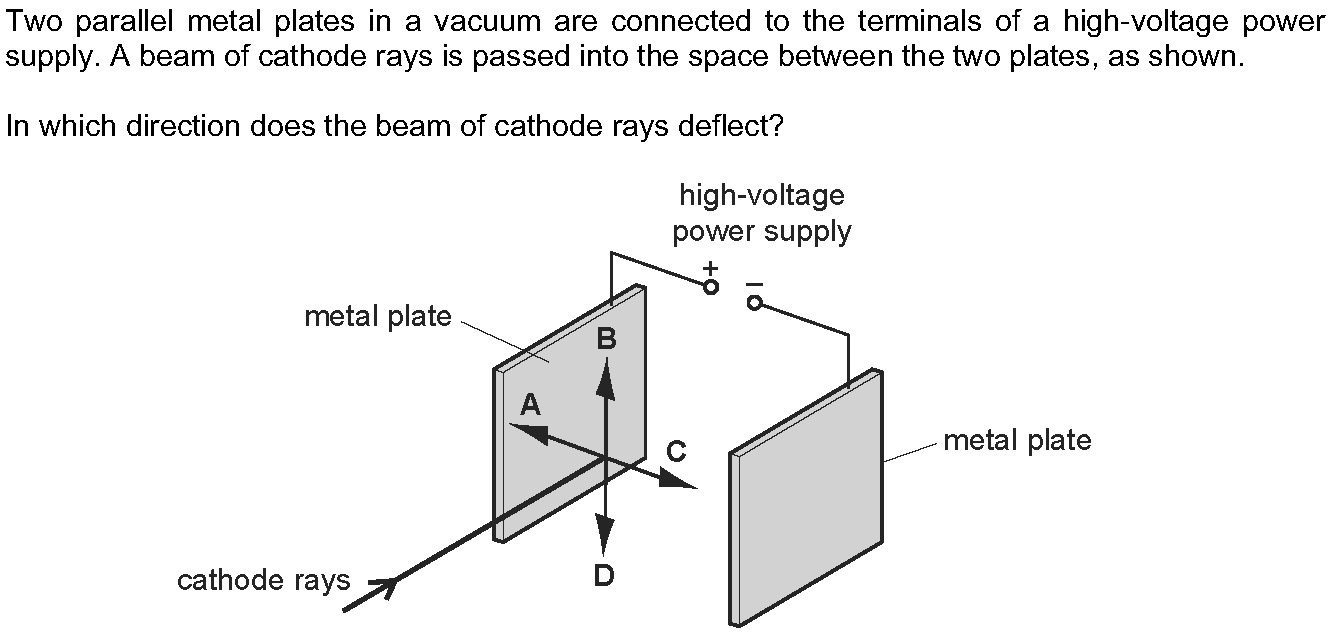 Two parallel metal plates in a vacuum are connected to the terminals of a high-voltage power
supply. A beam of cathode rays is passed into the space between the two plates, as shown.
In which direction does the beam of cathode rays deflect?
high-voltage
power supply
+
–
metal plate
B
A
C
metal plate
cathode rays
D